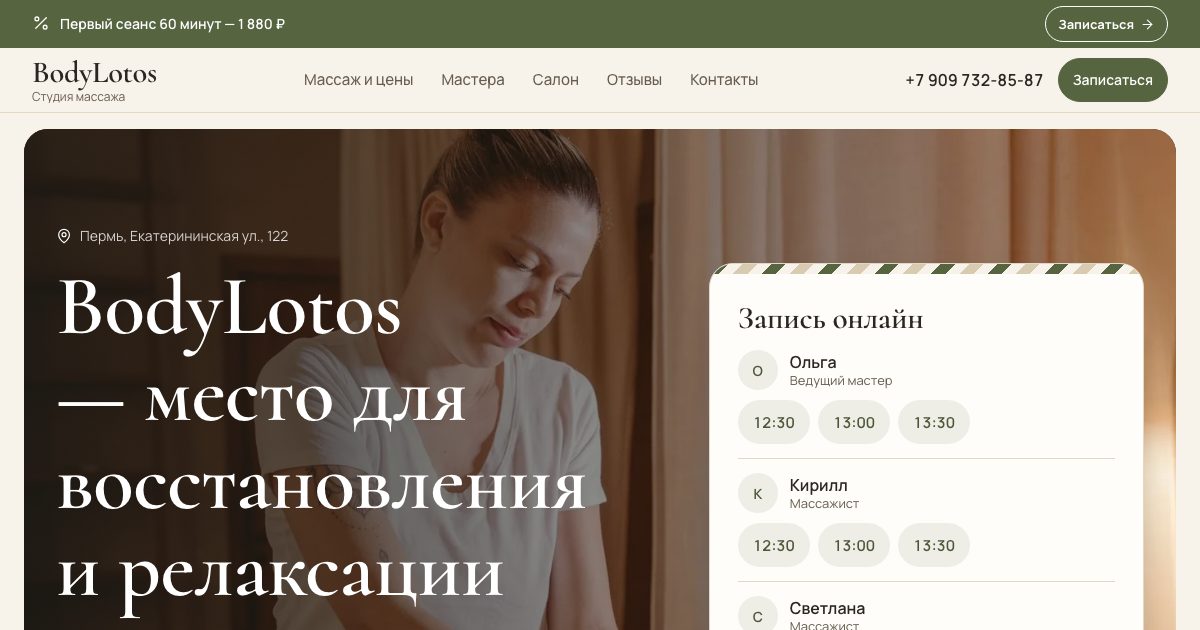 Первый сеанс 60 минут — 1 880 ₽
Записаться →
BodyLotos
Студия массажа
Массаж и цены
Мастера
Салон
Отзывы
Контакты
+7 909 732-85-87
Записаться
Пермь, Екатерининская ул., 122
BodyLotos
— место для
восстановления
и релаксации
Запись онлайн
О
Ольга
Ведущий мастер
12:30 13:00 13:30
К
Кирилл
Массажист
12:30 13:00 13:30
С
Светлана
Массажист